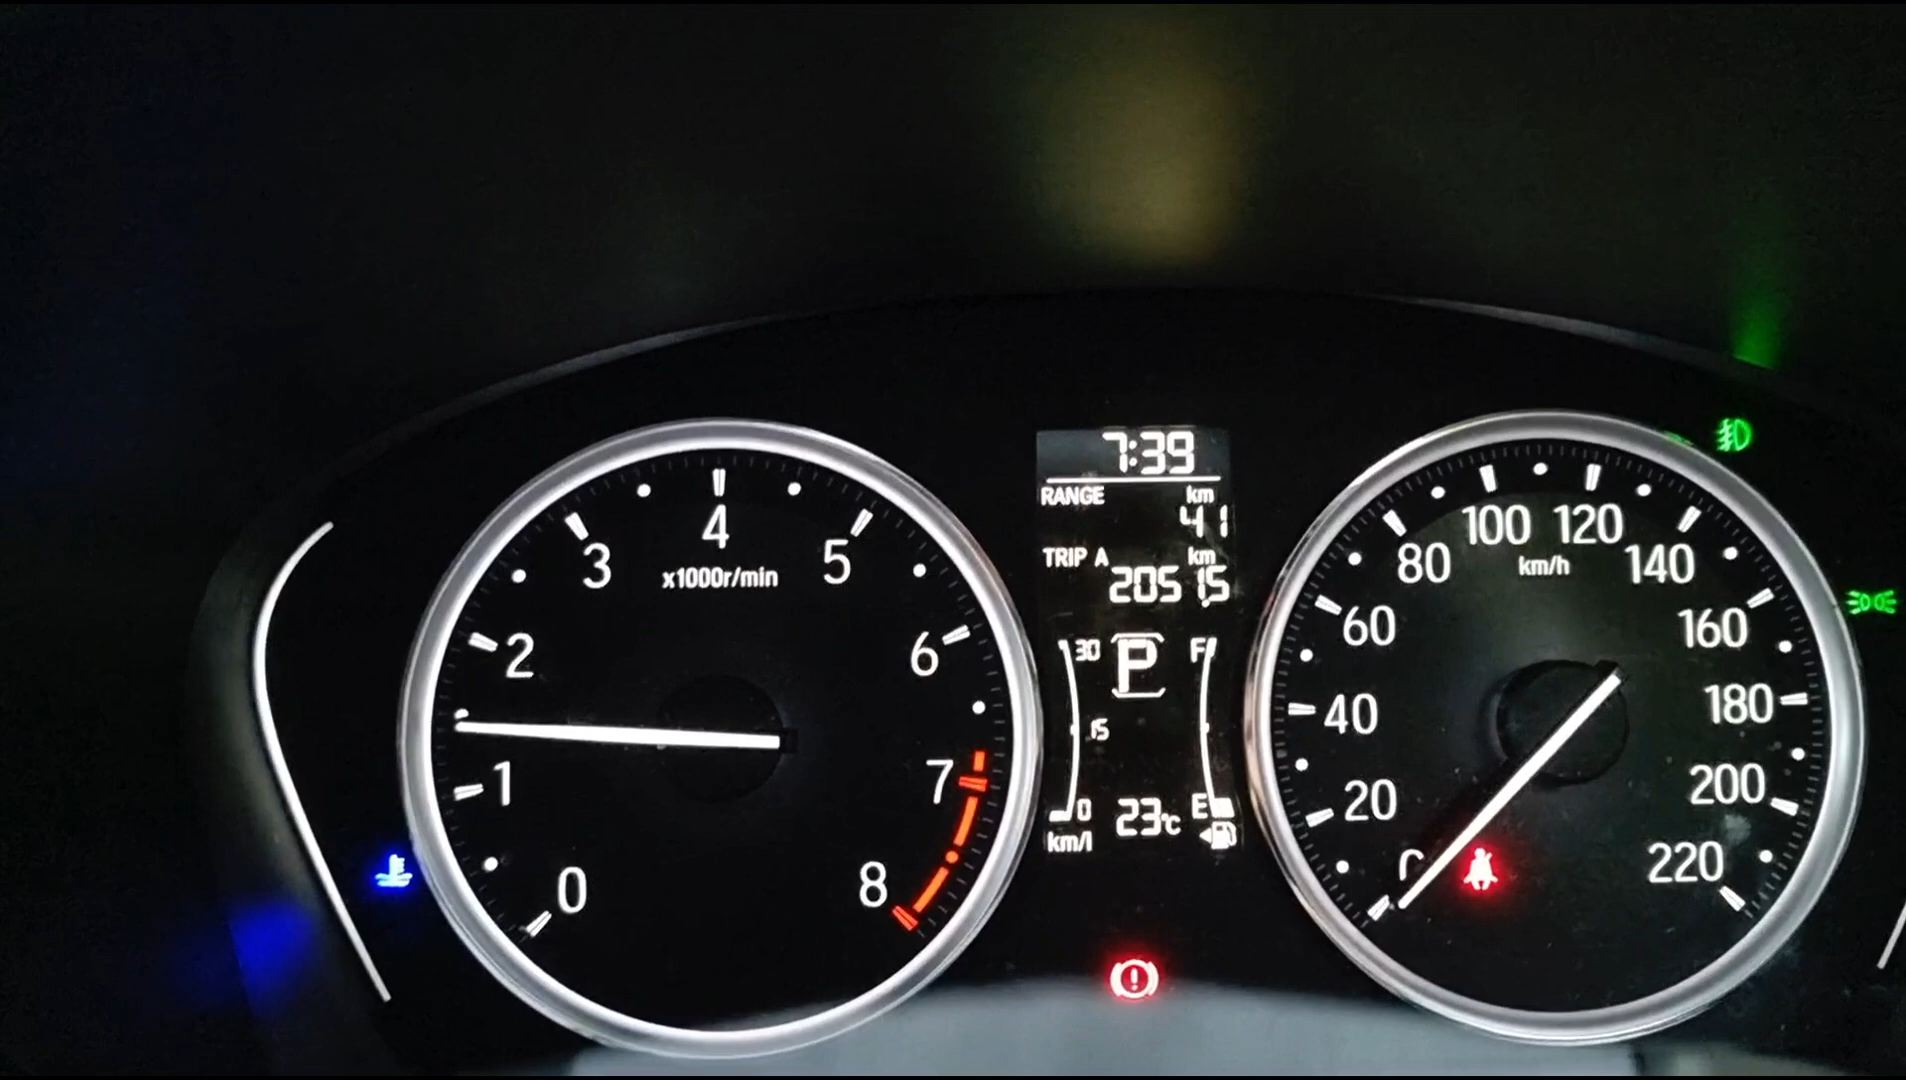 7:39
RANGE km
41
TRIP A km
2051.5
30 P F
15
0 23°C E
km/l
0 1 2 3 4 5 6 7 8
x1000r/min
20 40 60 80 100 120 140 160 180 200 220
km/h